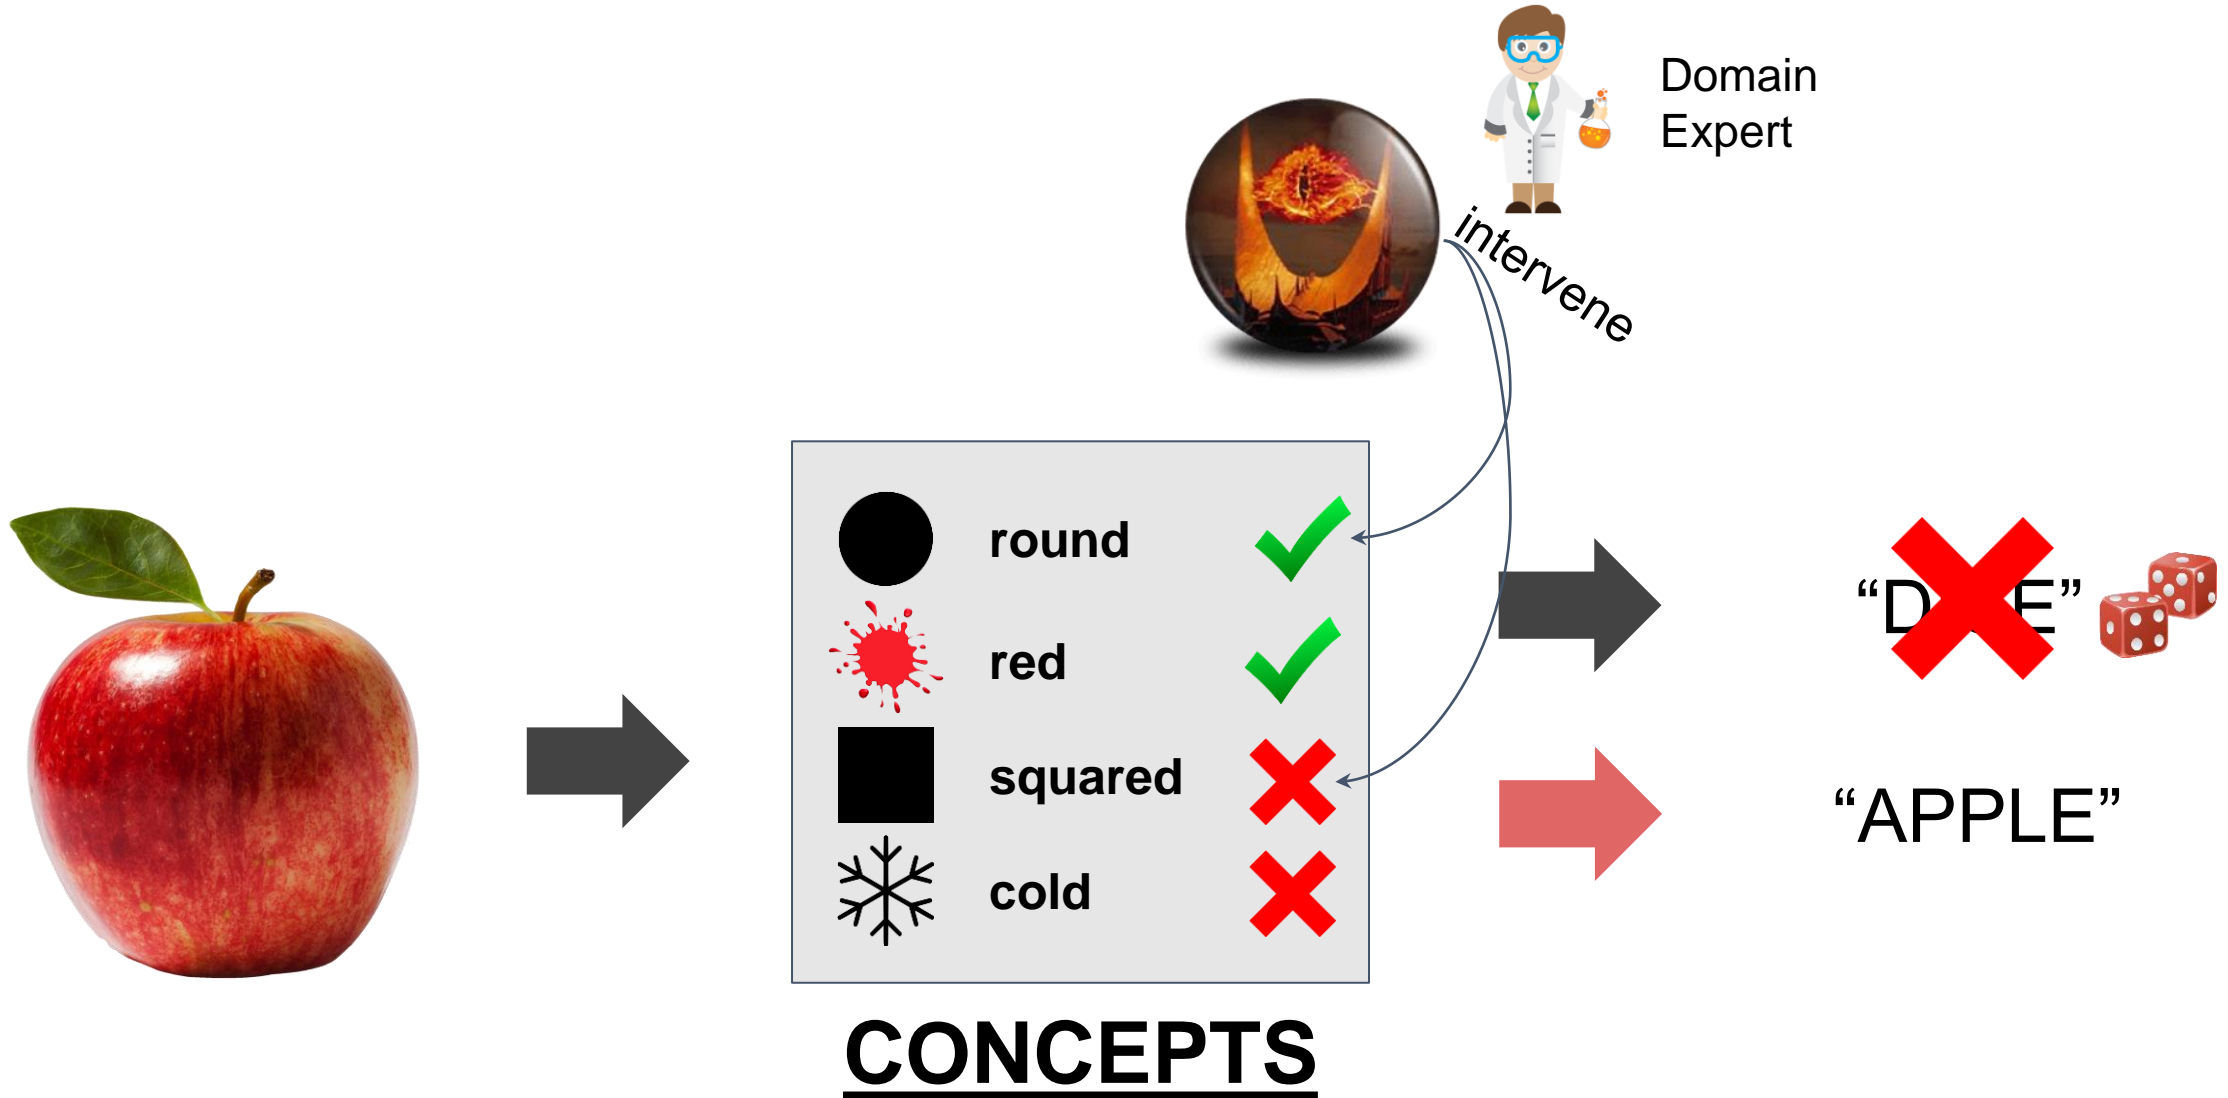 Domain
Expert
intervene
round
red
squared
cold
“APPLE”
CONCEPTS